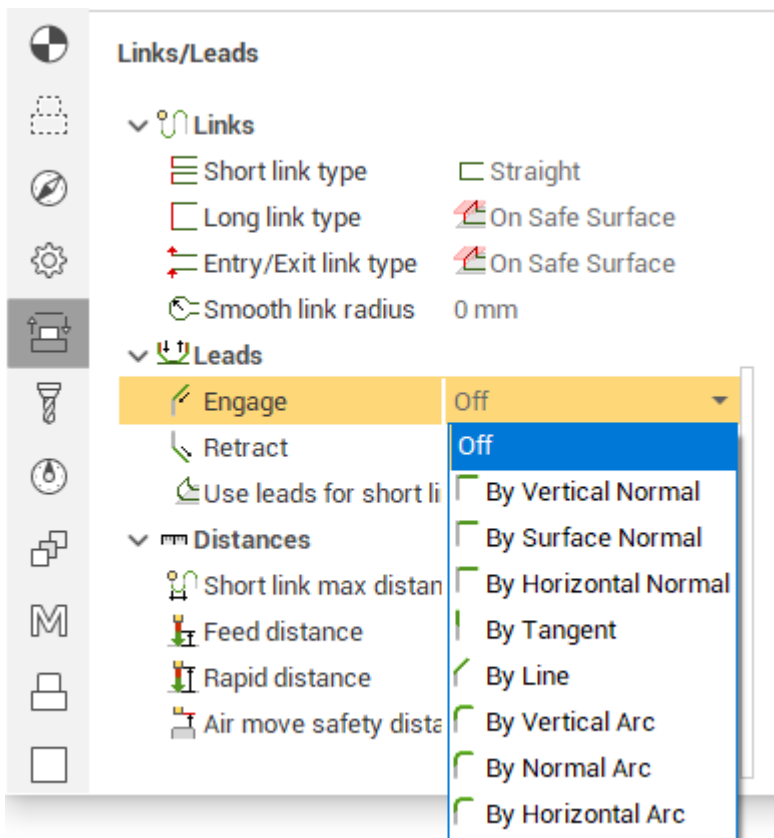 Links/Leads
Links
Short link type Straight
Long link type On Safe Surface
Entry/Exit link type On Safe Surface
Smooth link radius 0 mm
Leads
Engage Off
Retract Off
Use leads for short li By Vertical Normal
By Surface Normal
Distances
Short link max distan By Horizontal Normal
Feed distance By Tangent
Rapid distance By Line
Air move safety dista By Vertical Arc
By Normal Arc
By Horizontal Arc